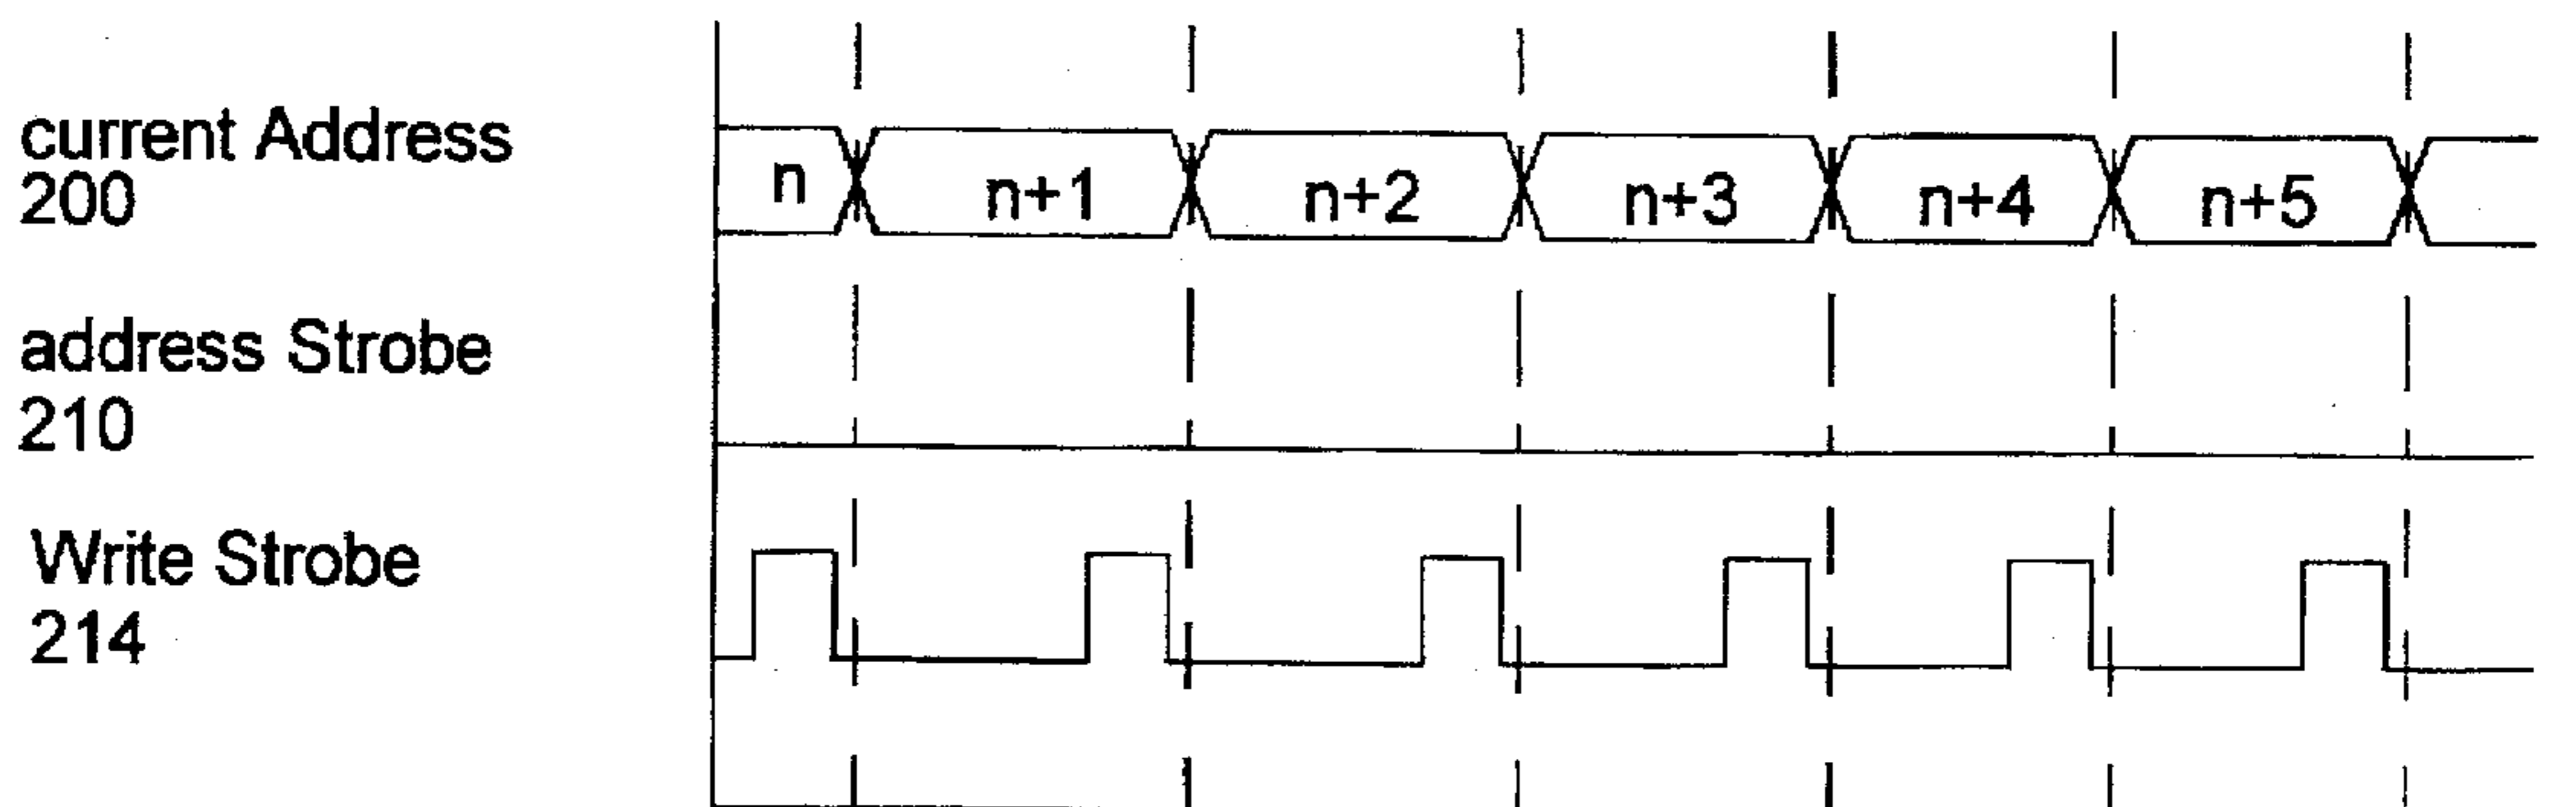 current Address
200
n n+1 n+2 n+3 n+4 n+5
address Strobe
210
Write Strobe
214